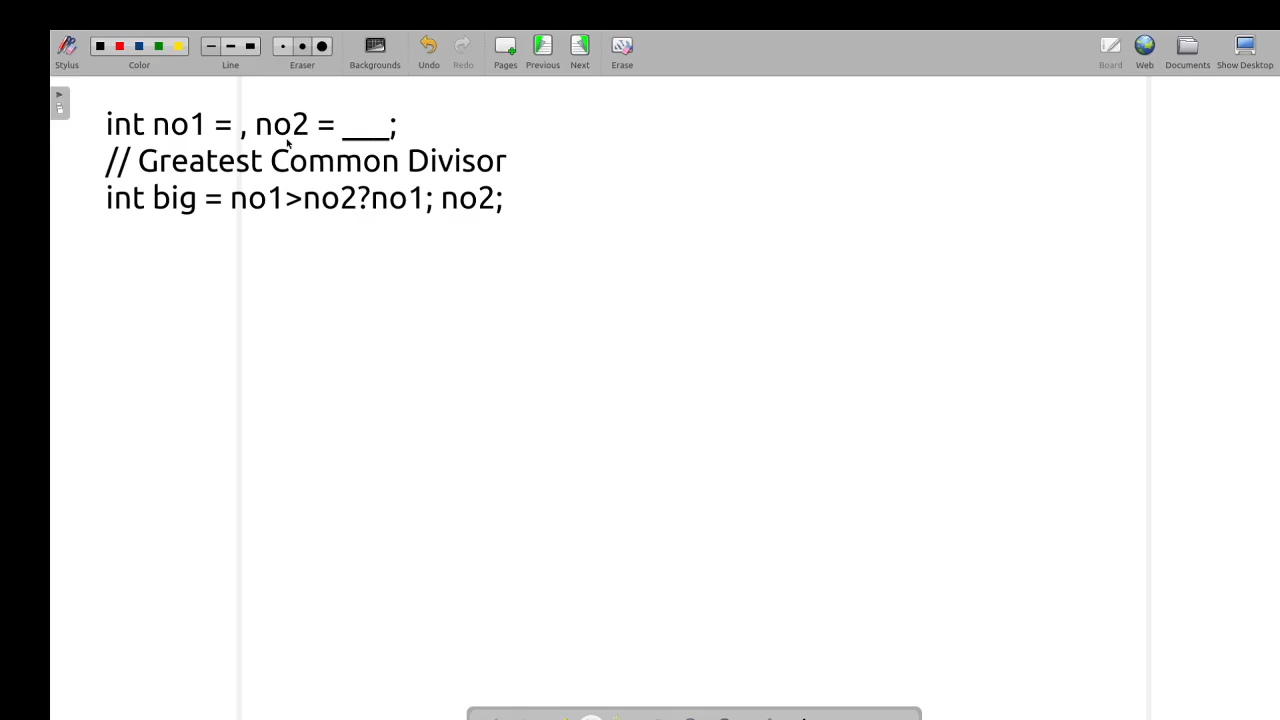 Stylus Color Line Eraser Backgrounds Undo Redo Pages Previous Next Erase Board Web Documents Show Desktop
int no1 = , no2 = ___;
// Greatest Common Divisor
int big = no1>no2?no1; no2;